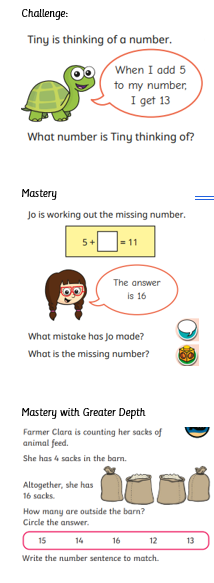 Challenge:
Tiny is thinking of a number.
When I add 5
to my number,
I get 13
What number is Tiny thinking of?
Mastery
Jo is working out the missing number.
5 + = 11
The answer
is 16
What mistake has Jo made?
What is the missing number?
Mastery with Greater Depth
Farmer Clara is counting her sacks of
animal feed.
She has 4 sacks in the barn.
Altogether, she has
16 sacks.
How many are outside the barn?
Circle the answer.
15 14 16 12 13
Write the number sentence to match.